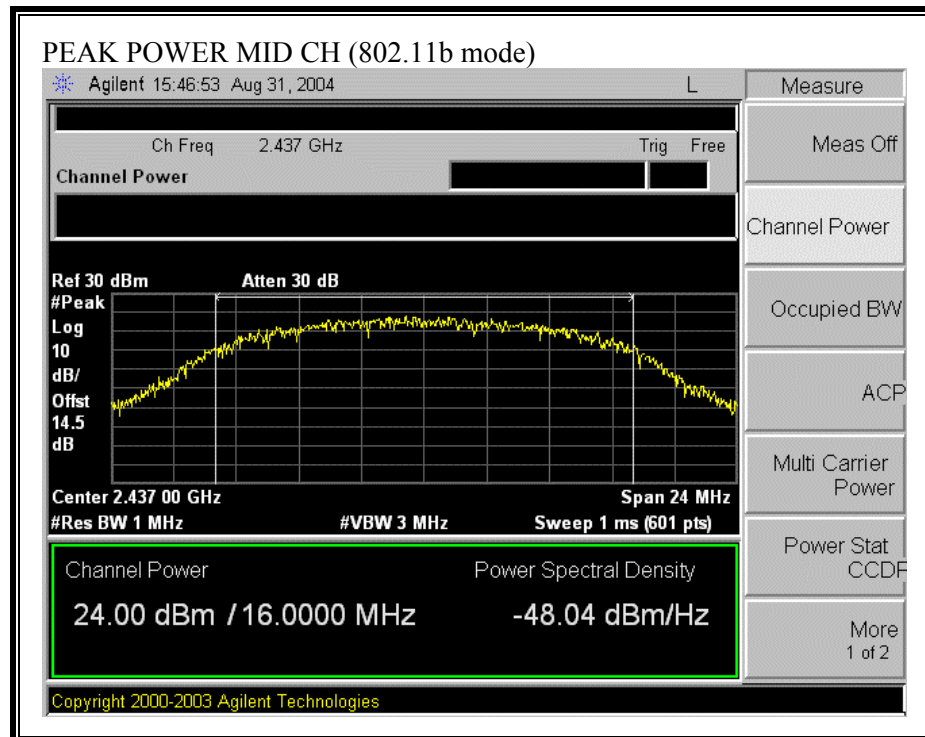 PEAK POWER MID CH (802.11b mode)
Agilent 15:46:53 Aug 31, 2004 L
Measure
Ch Freq 2.437 GHz Trig Free
Channel Power
Meas Off
Channel Power
Occupied BW
ACP
Multi Carrier
Power
Power Stat
CCDF
More
1 of 2
Ref 30 dBm Atten 30 dB
#Peak
Log
10
dB/
Offst
14.5
dB
Center 2.437 00 GHz Span 24 MHz
#Res BW 1 MHz #VBW 3 MHz Sweep 1 ms (601 pts)
Channel Power Power Spectral Density
24.00 dBm / 16.0000 MHz -48.04 dBm/Hz
Copyright 2000-2003 Agilent Technologies